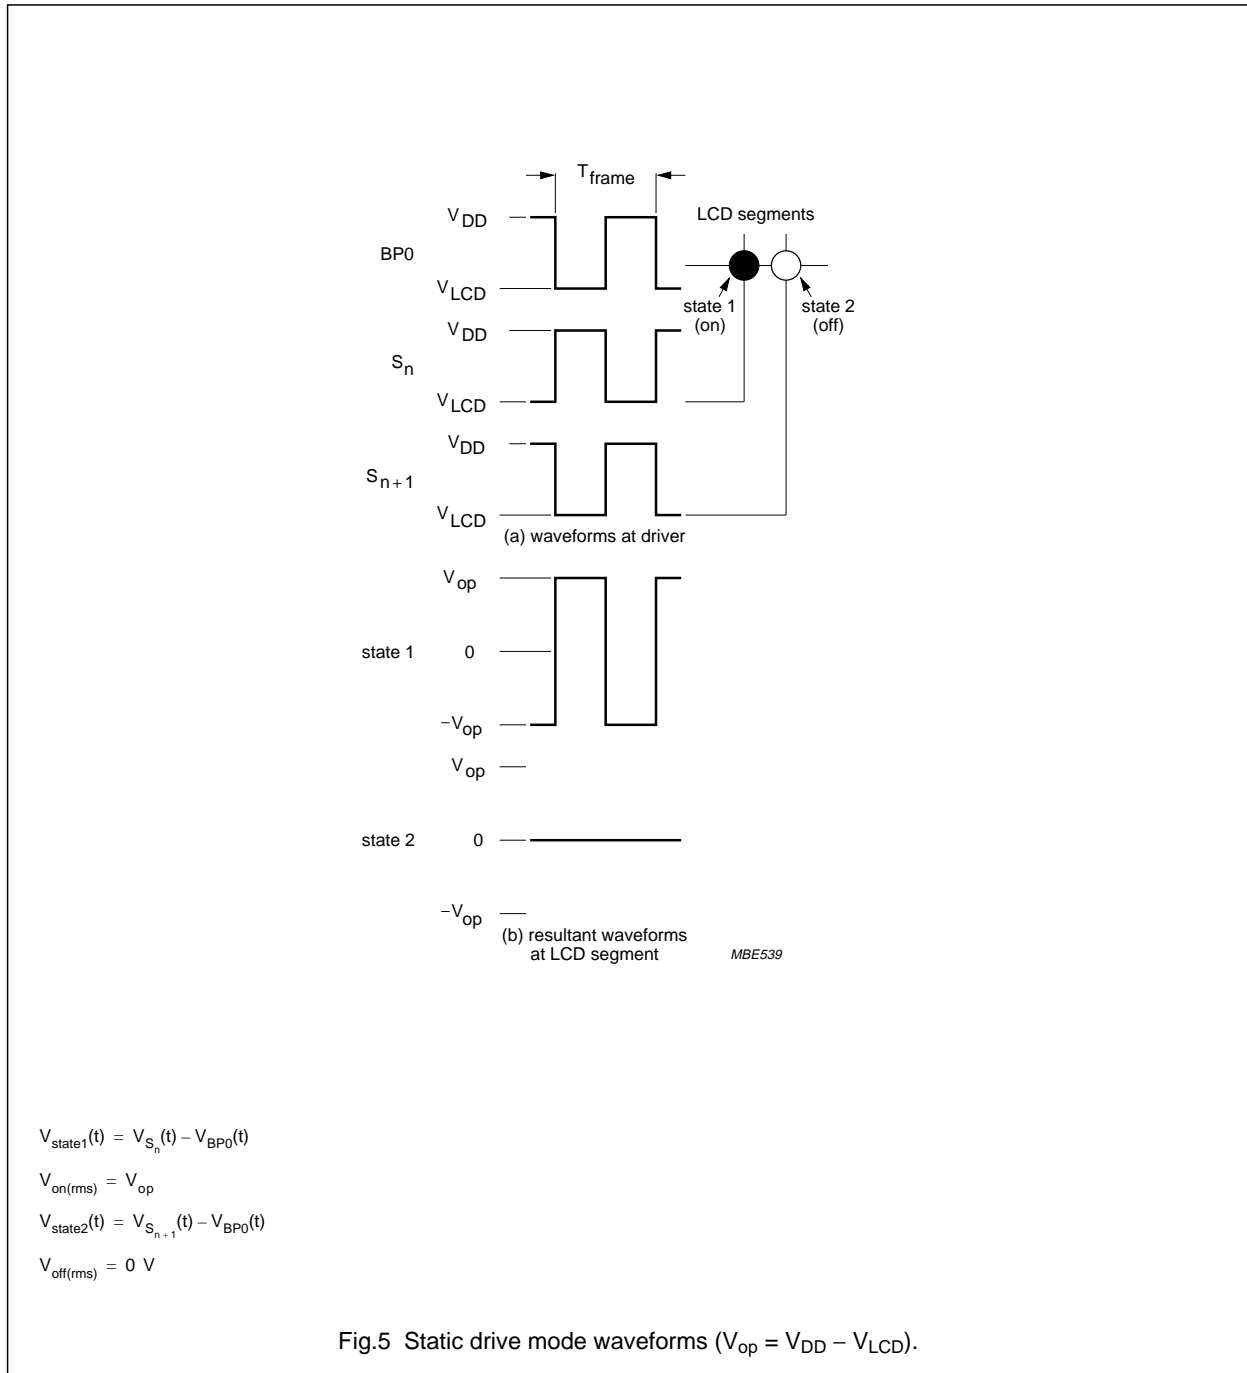 T frame
V DD
LCD segments
BP0
V LCD
state 1
(on)
state 2
(off)
V DD
S n
V LCD
V DD
S n + 1
V LCD
(a) waveforms at driver
V op
state 1 0
−V op
V op
state 2 0
−V op
(b) resultant waveforms
at LCD segment
MBE539
V state1 (t) = V S n (t) – V BP0 (t)
V on(rms) = V op
V state2 (t) = V S n + 1 (t) – V BP0 (t)
V off(rms) = 0 V
Fig.5 Static drive mode waveforms (V op = V DD − V LCD).